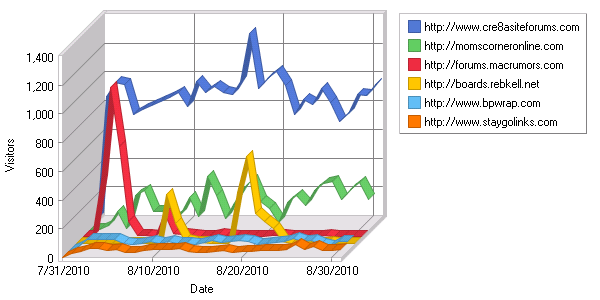 1,400
1,200
1,000
800
600
400
200
0
Visitors
7/31/2010 8/10/2010 8/20/2010 8/30/2010
Date
http://www.cre8asiteforums.com
http://momscorneronline.com
http://forums.macrumors.com
http://boards.rebkell.net
http://www.bpwrap.com
http://www.staygolinks.com